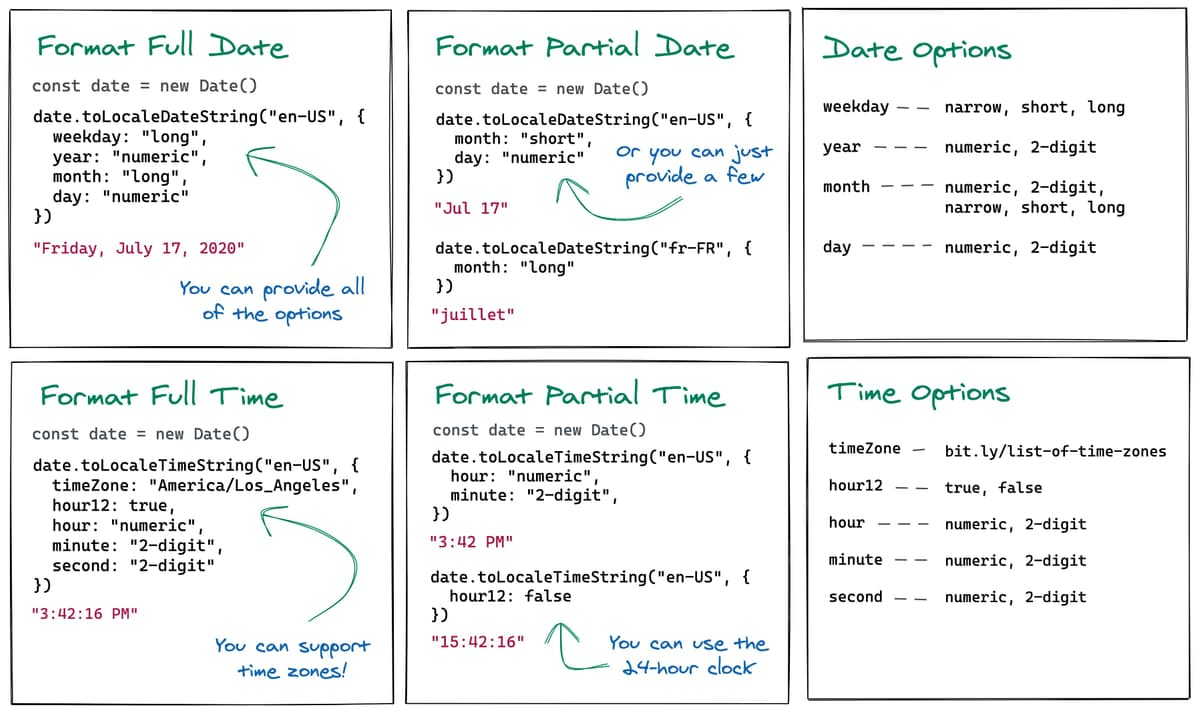 Format Full Date
const date = new Date()
date.toLocaleDateString("en-US", {
  weekday: "long",
  year: "numeric",
  month: "long",
  day: "numeric"
})
"Friday, July 17, 2020"
You can provide all
of the options
Format Partial Date
const date = new Date()
date.toLocaleDateString("en-US", {
  month: "short",
  day: "numeric"
})
Or you can just
provide a few
"Jul 17"
date.toLocaleDateString("fr-FR", {
  month: "long"
})
"juillet"
Date Options
weekday -- narrow, short, long
year --- numeric, 2-digit
month --- numeric, 2-digit,
narrow, short, long
day ---- numeric, 2-digit
Format Full Time
const date = new Date()
date.toLocaleTimeString("en-US", {
  timeZone: "America/Los_Angeles",
  hour12: true,
  hour: "numeric",
  minute: "2-digit",
  second: "2-digit"
})
"3:42:16 PM"
You can support
time zones!
Format Partial Time
const date = new Date()
date.toLocaleTimeString("en-US", {
  hour: "numeric",
  minute: "2-digit",
})
"3:42 PM"
date.toLocaleTimeString("en-US", {
  hour12: false
})
"15:42:16"
You can use the
24-hour clock
Time Options
timeZone - bit.ly/list-of-time-zones
hour12 -- true, false
hour --- numeric, 2-digit
minute -- numeric, 2-digit
second -- numeric, 2-digit